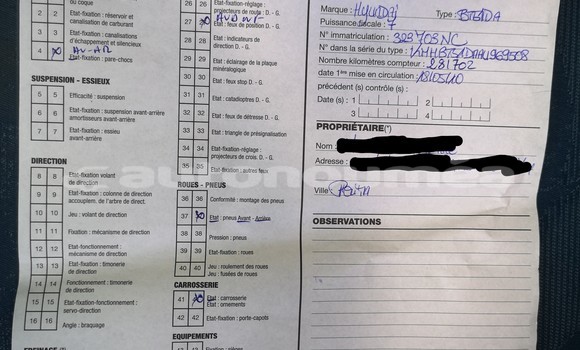 ou coque
2 2 Etat-fixation : réservoir et canalisation de carburant
3 3 Etat-fixation : canalisations d'échappement et silencieux
4 AV-AR
Etat-fixation : pare-chocs
SUSPENSION - ESSIEUX
5 5 Efficacité : suspension
6 6 Etat-fixation : suspension avant-arrière amortisseurs avant-arrière
7 7 Etat-fixation : essieu avant-arrière
DIRECTION
8 8 Etat-fixation volant de direction
9 9 Etat-fixation : colonne de direction accouplem. de l'arbre de direct.
10 10 Jeu : volant de direction
11 11 Fixation : mécanisme de direction
12 12 Etat-fonctionnement : mécanisme de direction
13 13 Etat-fixation : timonerie de direction
14 14 Fonctionnement : timonerie de direction
15 15 Etat-fixation-fonctionnement : servo-direction
16 16 Angle : braquage
26 26 Etat-fixation-réglage : projecteurs de route : D. - G.
27 Etat : feux de position D. - G.
28 28 Etat-fixation : indicateurs de direction D. - G.
29 29 Etat-fixation : éclairage de la plaque minéralogique
30 30 Etat-fixation : feux stop D. - G.
31 31 Etat-fixation : catadioptres D. - G.
32 32 Etat-fixation : feux de détresse D. - G.
33 33 Etat-fixation : triangle de présignalisation
34 34 Etat-fixation-réglage : projecteurs de crois. D. - G.
35 35 Etat-fixation : autres feux
ROUES - PNEUS
36 36 Conformité : montage des pneus
37 Etat : pneus Avant - Arrière
38 38 Pression : pneus
39 39 Etat-fixation : roues
40 40 Jeu : roulement des roues
Jeu : fusées de roues
CARROSSERIE
41 Etat : carrosserie
Etat : ornements
42 42 Etat-fixation : porte-capots
EQUIPEMENTS
Marque : Hyundai Type : BT51DA
Puissance fiscale : 7
N° immatriculation : 323703NC
N° dans la série du type :
Nombre kilomètres compteur : 231702
date 1ère mise en circulation : 18/05/10
précédent (s) contrôle (s) :
Date (s) : 1 2
3 4
PROPRIÉTAIRE(*)
Nom :
Adresse :
Ville :
OBSERVATIONS